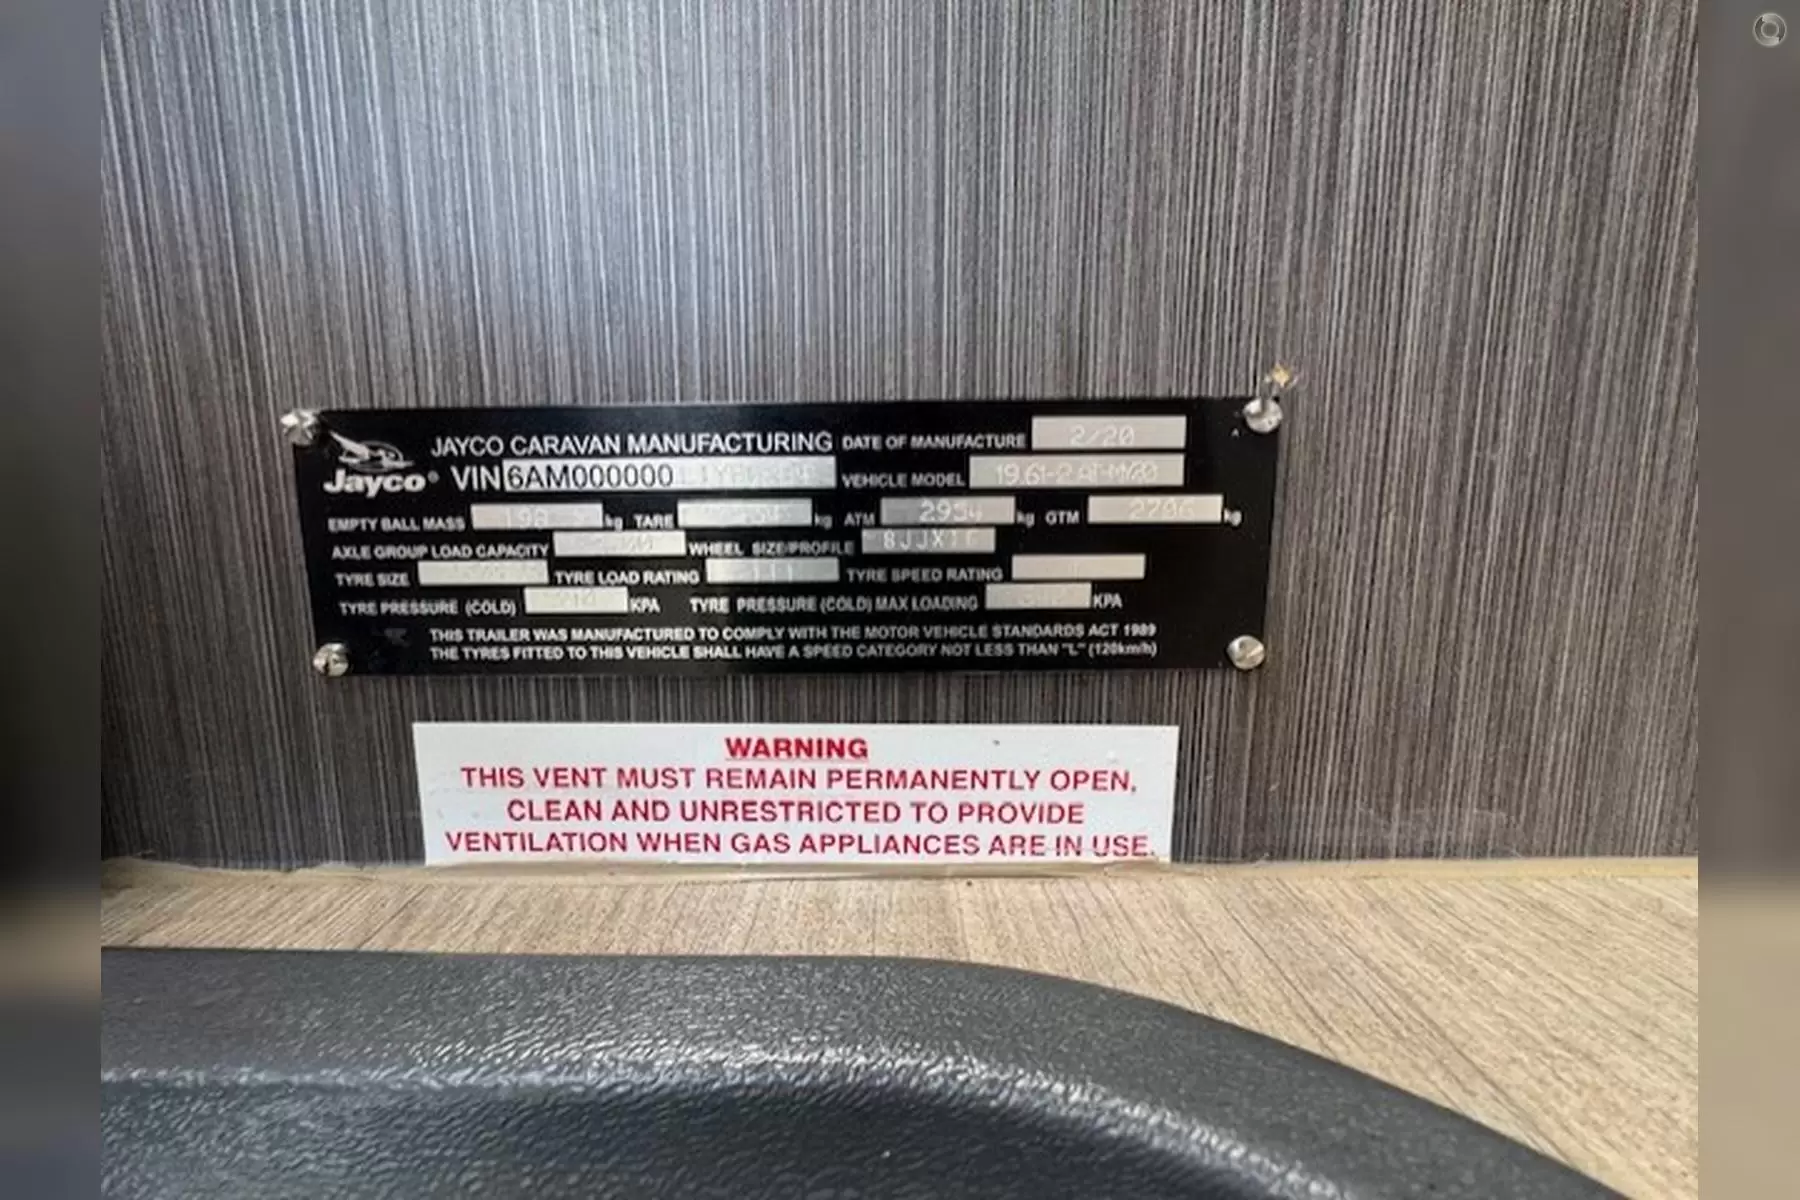 JAYCO CARAVAN MANUFACTURING DATE OF MANUFACTURE 2/20
Jayco® VIN 6AM000000 VEHICLE MODEL 19.61-2
EMPTY BALL MASS kg TARE kg ATM kg GTM kg
AXLE GROUP LOAD CAPACITY WHEEL SIZE/PROFILE
TYRE SIZE TYRE LOAD RATING TYRE SPEED RATING
TYRE PRESSURE (COLD) KPA TYRE PRESSURE (COLD) MAX LOADING KPA
THIS TRAILER WAS MANUFACTURED TO COMPLY WITH THE MOTOR VEHICLE STANDARDS ACT 1989
THE TYRES FITTED TO THIS VEHICLE SHALL HAVE A SPEED CATEGORY NOT LESS THAN "L" (120km/h)
WARNING
THIS VENT MUST REMAIN PERMANENTLY OPEN,
CLEAN AND UNRESTRICTED TO PROVIDE
VENTILATION WHEN GAS APPLIANCES ARE IN USE.